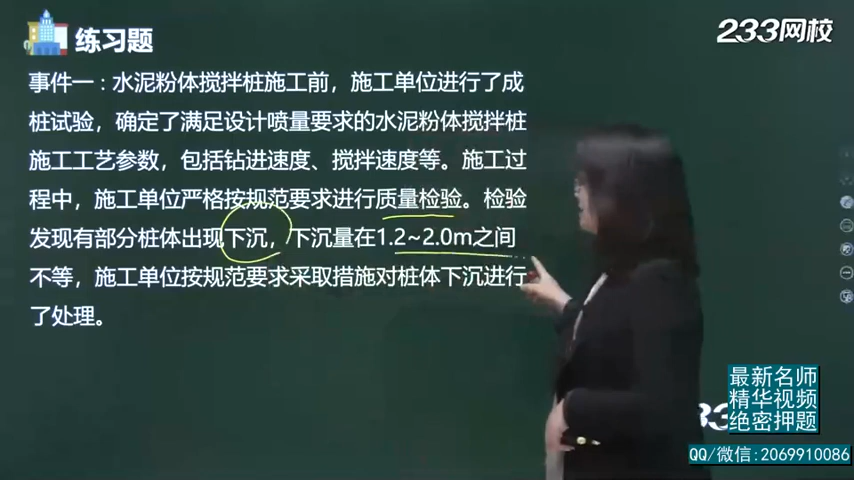 练习题
233网校
事件一：水泥粉体搅拌桩施工前，施工单位进行了成
桩试验，确定了满足设计喷量要求的水泥粉体搅拌桩
施工工艺参数，包括钻进速度、搅拌速度等。施工过
程中，施工单位严格按规范要求进行质量检验。检验
发现有部分桩体出现下沉，下沉量在1.2~2.0m之间
不等，施工单位按规范要求采取措施对桩体下沉进行
了处理。
最新名师
精华视频
绝密押题
QQ/微信:2069910086